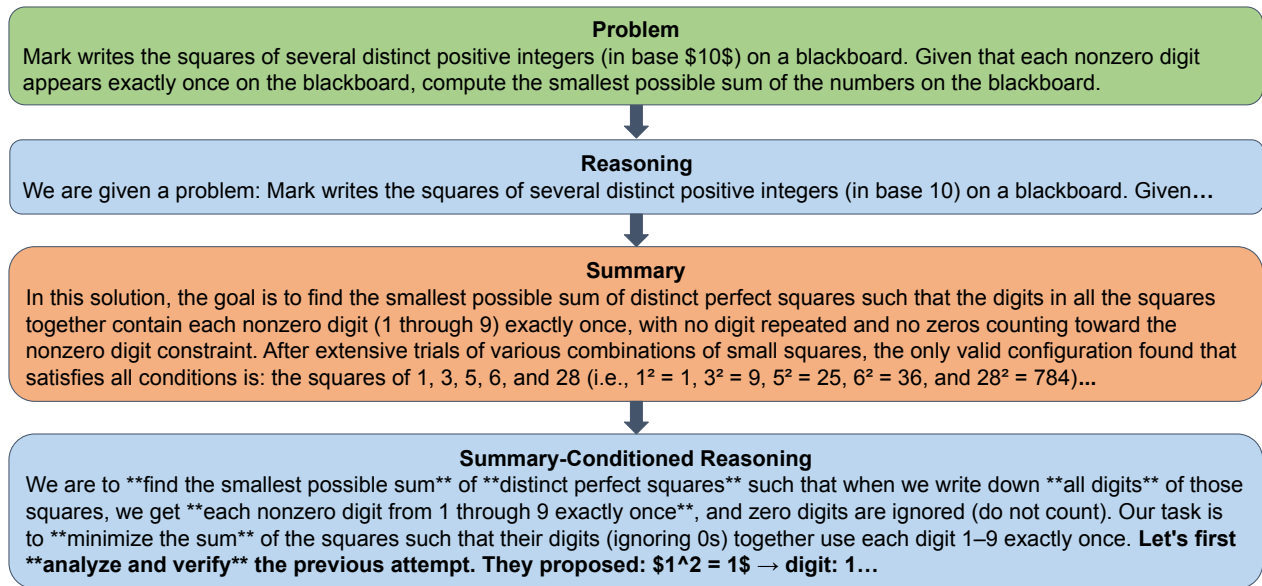 Problem
Mark writes the squares of several distinct positive integers (in base $10$) on a blackboard. Given that each nonzero digit
appears exactly once on the blackboard, compute the smallest possible sum of the numbers on the blackboard.
Reasoning
We are given a problem: Mark writes the squares of several distinct positive integers (in base 10) on a blackboard. Given…
Summary
In this solution, the goal is to find the smallest possible sum of distinct perfect squares such that the digits in all the squares
together contain each nonzero digit (1 through 9) exactly once, with no digit repeated and no zeros counting toward the
nonzero digit constraint. After extensive trials of various combinations of small squares, the only valid configuration found that
satisfies all conditions is: the squares of 1, 3, 5, 6, and 28 (i.e., 1² = 1, 3² = 9, 5² = 25, 6² = 36, and 28² = 784)...
Summary-Conditioned Reasoning
We are to **find the smallest possible sum** of **distinct perfect squares** such that when we write down **all digits** of those
squares, we get **each nonzero digit from 1 through 9 exactly once**, and zero digits are ignored (do not count). Our task is
to **minimize the sum** of the squares such that their digits (ignoring 0s) together use each digit 1–9 exactly once. Let's first
**analyze and verify** the previous attempt. They proposed: $1^2 = 1$ → digit: 1…